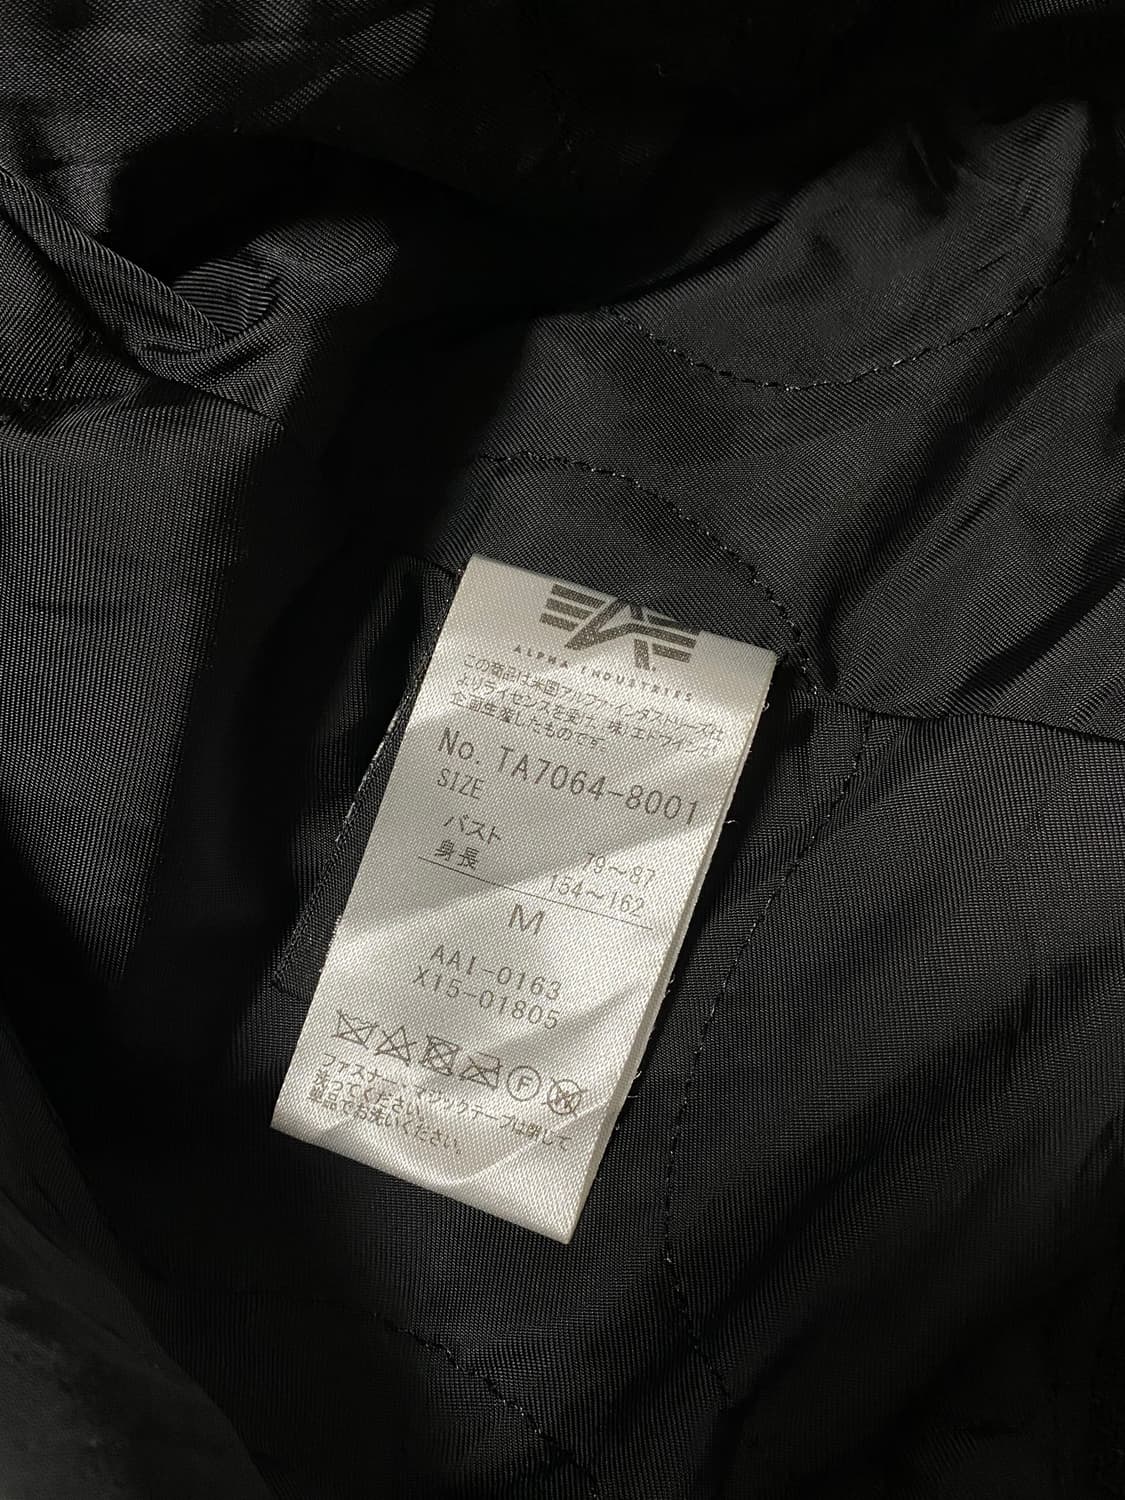 ALPHA INDUSTRIES
この商品は米国アルファインダストリーズ社
よりライセンスを受け、㈱エドウインが
企画生産したものです。
No. TA7064-8001
SIZE
バスト 79～87
身長 154～162
M
AAI-0163
X15-01805
F
ファスナー、マジックテープは閉じて
洗ってください。
単品でお洗いください。